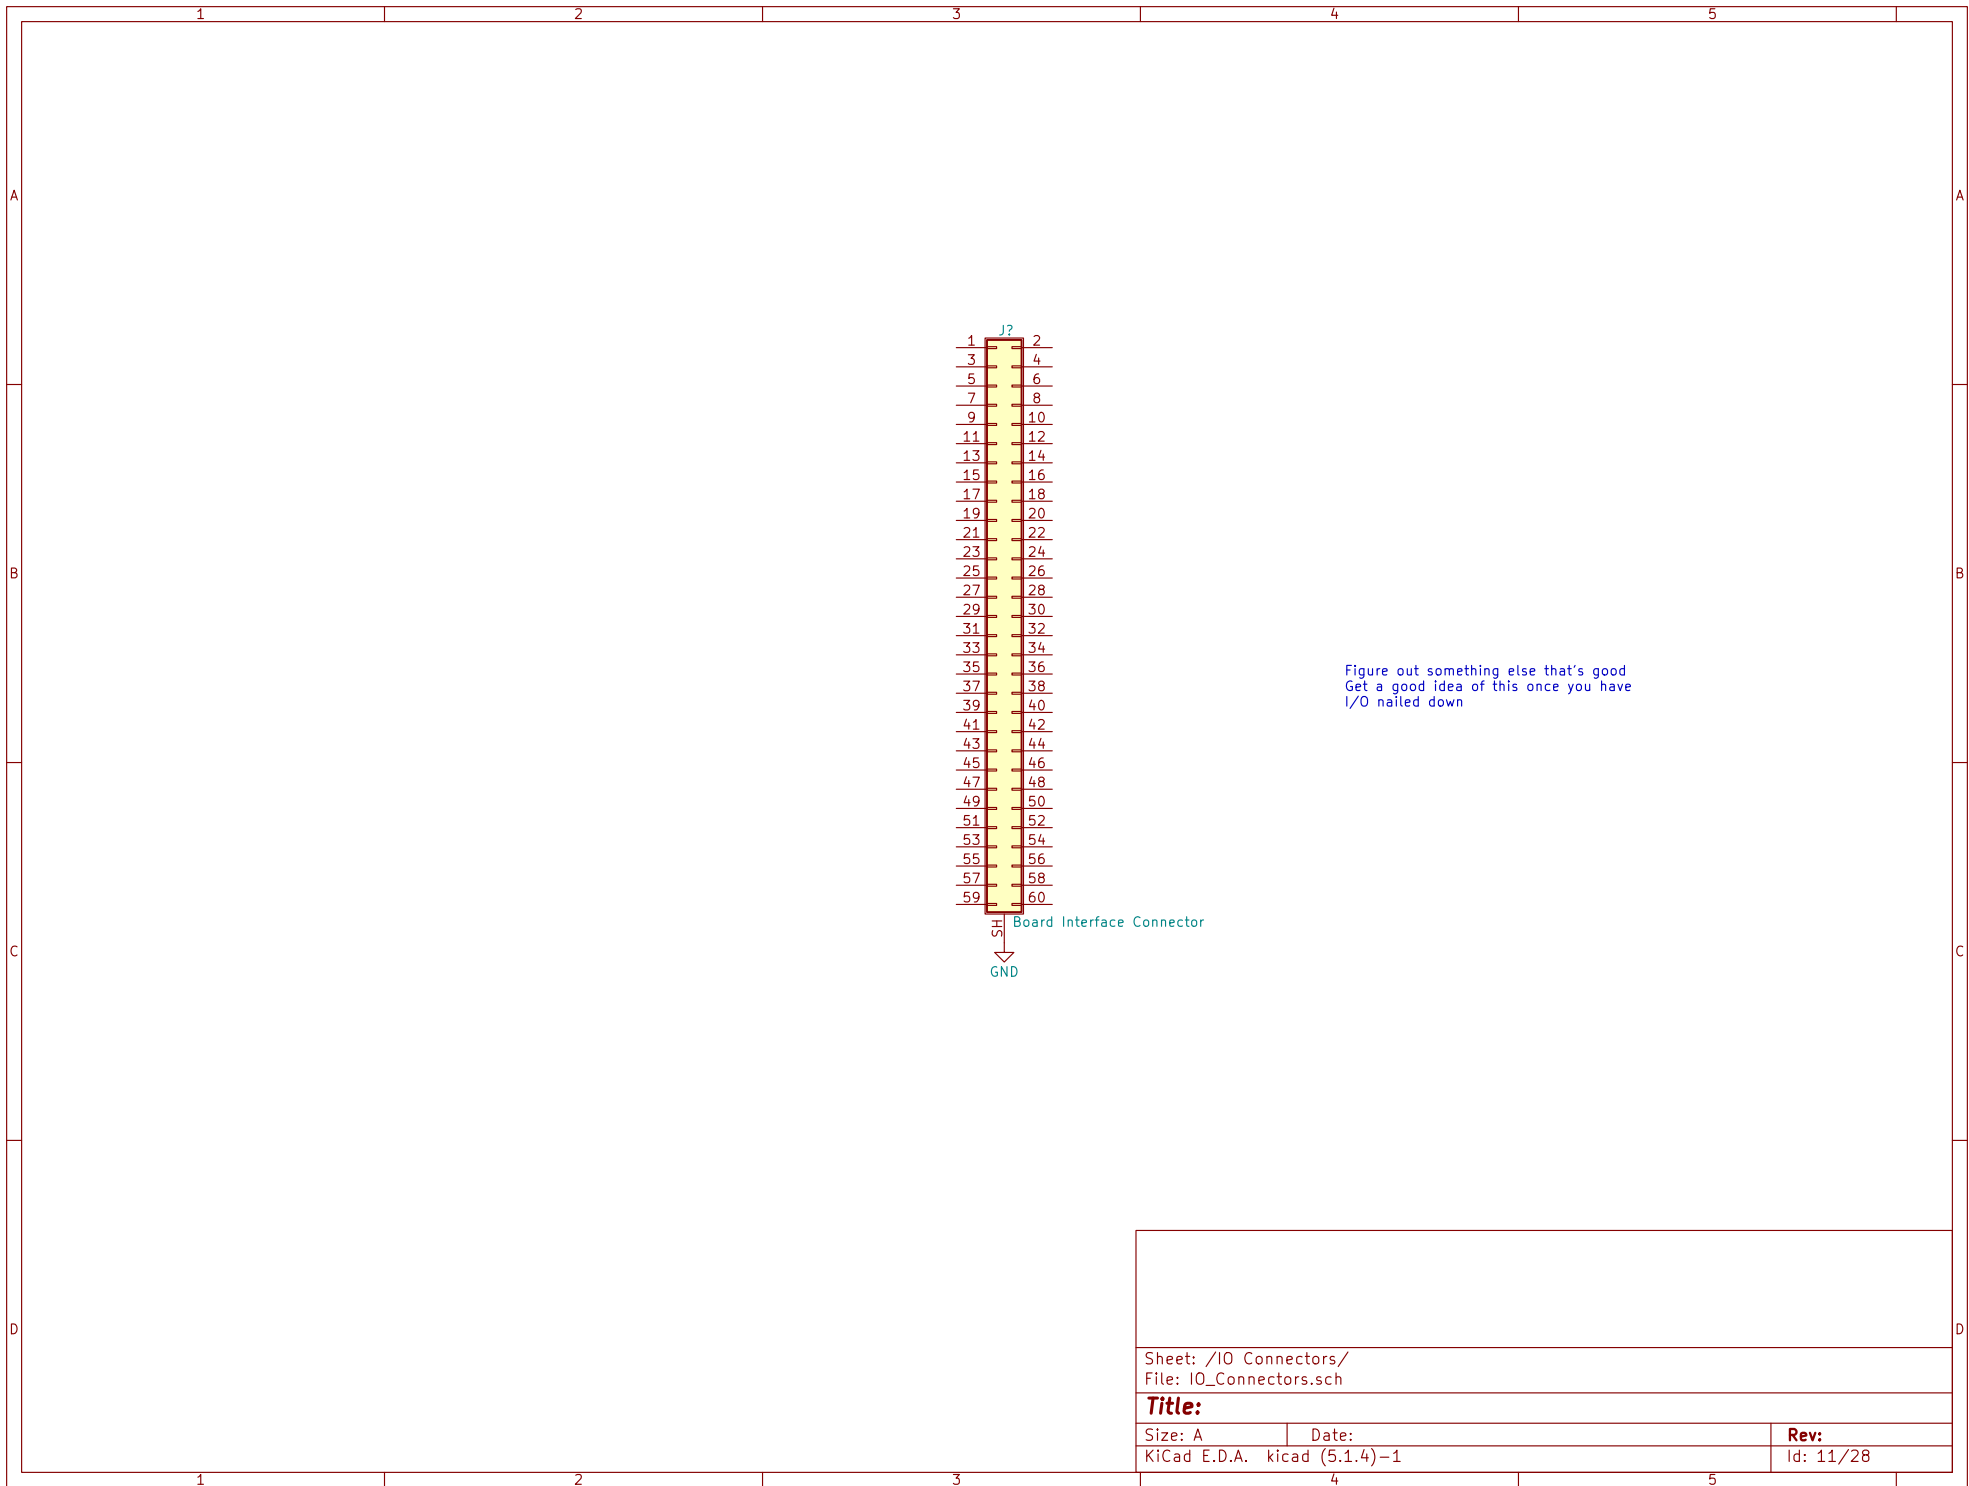 1 2 3 4 5
A A
J?
1 2
3 4
5 6
7 8
9 10
11 12
13 14
15 16
17 18
19 20
21 22
23 24
25 26
B B
27 28
29 30
31 32
33 34
35 36
37 38
39 40
41 42
43 44
45 46
47 48
49 50
51 52
53 54
55 56
57 58
59 60
Figure out something else that's good
Get a good idea of this once you have
I/O nailed down
SH
Board Interface Connector
C C
GND
D D
Sheet: /IO Connectors/
File: IO_Connectors.sch
Title:
Size: A Date: Rev:
KiCad E.D.A. kicad (5.1.4)-1 Id: 11/28
1 2 3 4 5